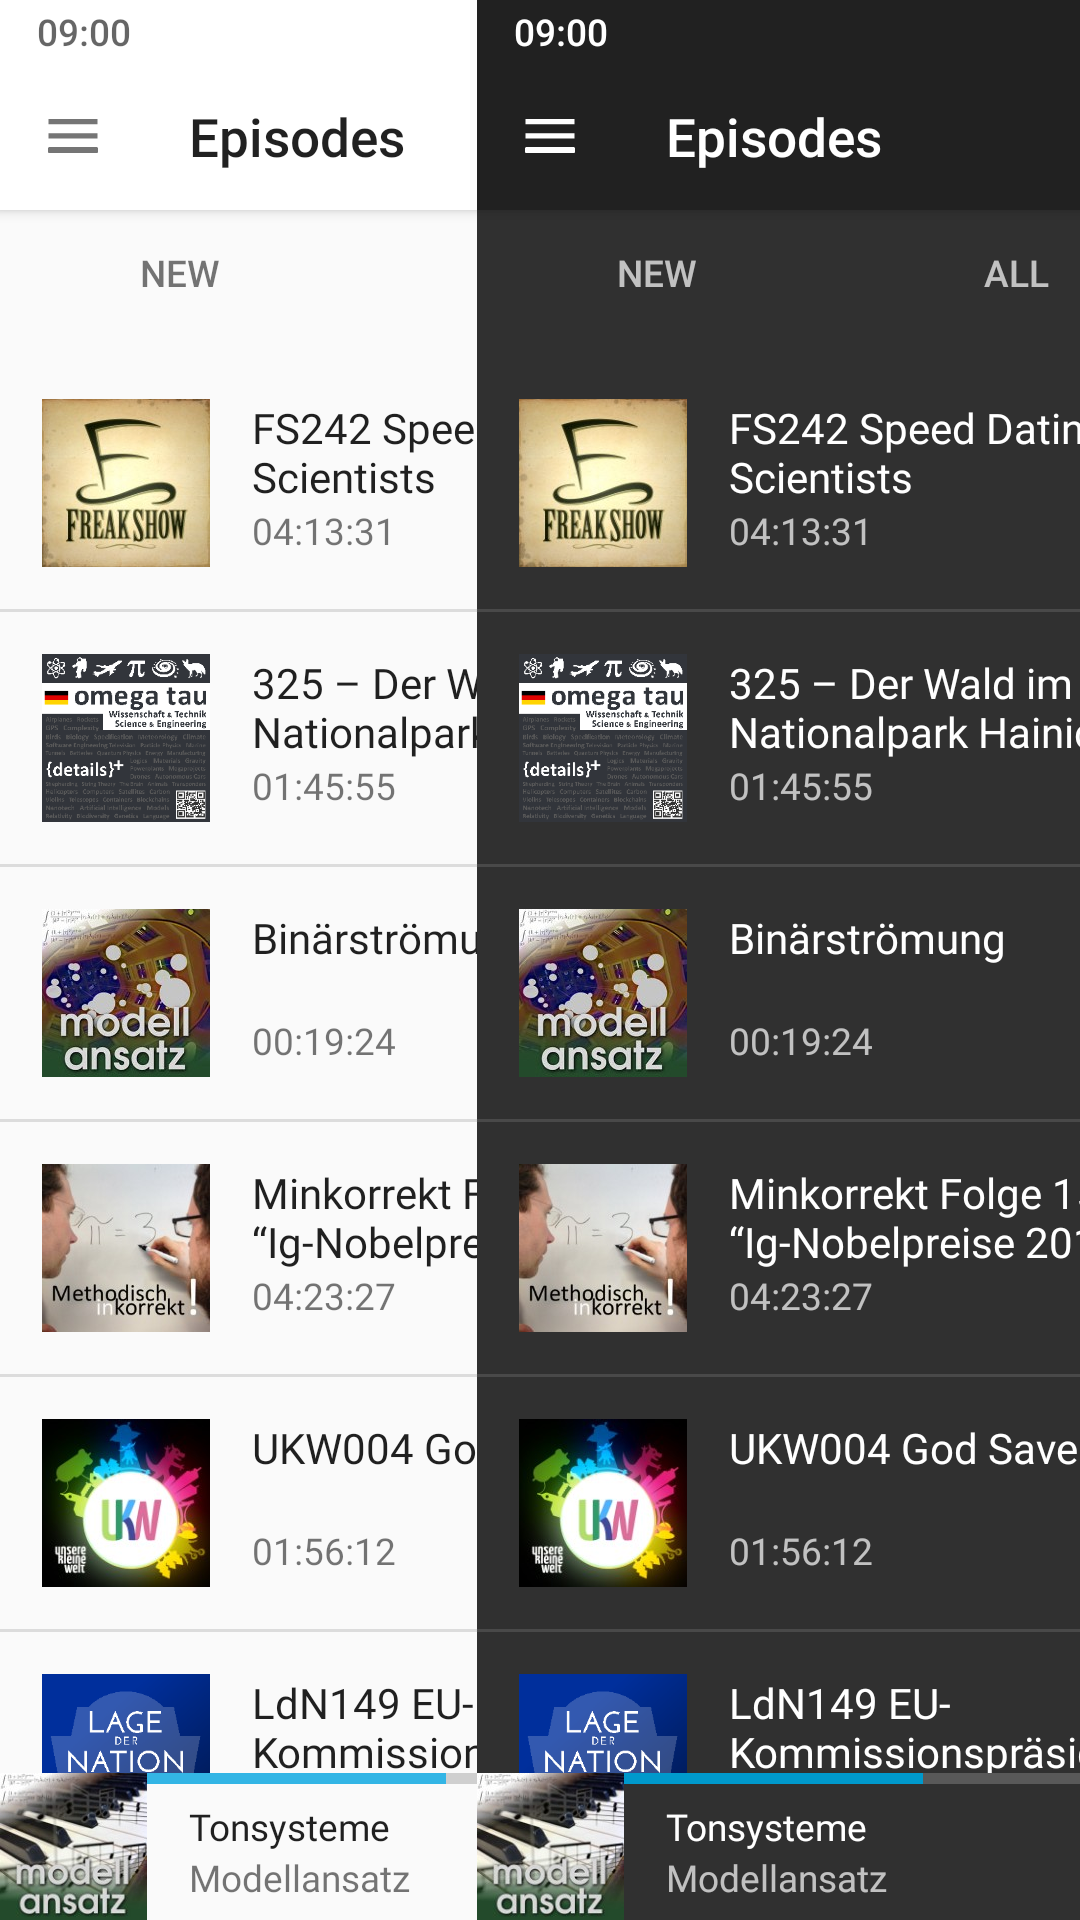 09:00
Episodes
NEW
FS242 Spee
Scientists
04:13:31
FREAK SHOW
325 – Der W
Nationalpark
01:45:55
omega tau
Wissenschaft & Technik
Science & Engineering
{details}+
Binärströmu
00:19:24
modell
ansatz
Minkorrekt F
“Ig-Nobelpre
04:23:27
π = 3
Methodisch
inkorrekt!
UKW004 Go
01:56:12
UKW
unsere
kleine
welt
LdN149 EU-
Kommission
LAGE
DER
NATION
Tonsysteme
Modellansatz
modell
ansatz
09:00
Episodes
NEW
ALL
FS242 Speed Datin
Scientists
04:13:31
FREAK SHOW
325 – Der Wald im
Nationalpark Hainic
01:45:55
omega tau
Wissenschaft & Technik
Science & Engineering
{details}+
Binärströmung
00:19:24
modell
ansatz
Minkorrekt Folge 1
“Ig-Nobelpreise 201
04:23:27
π = 3
Methodisch
inkorrekt!
UKW004 God Save
01:56:12
UKW
unsere
kleine
welt
LdN149 EU-
Kommissionspräsi
LAGE
DER
NATION
Tonsysteme
Modellansatz
modell
ansatz